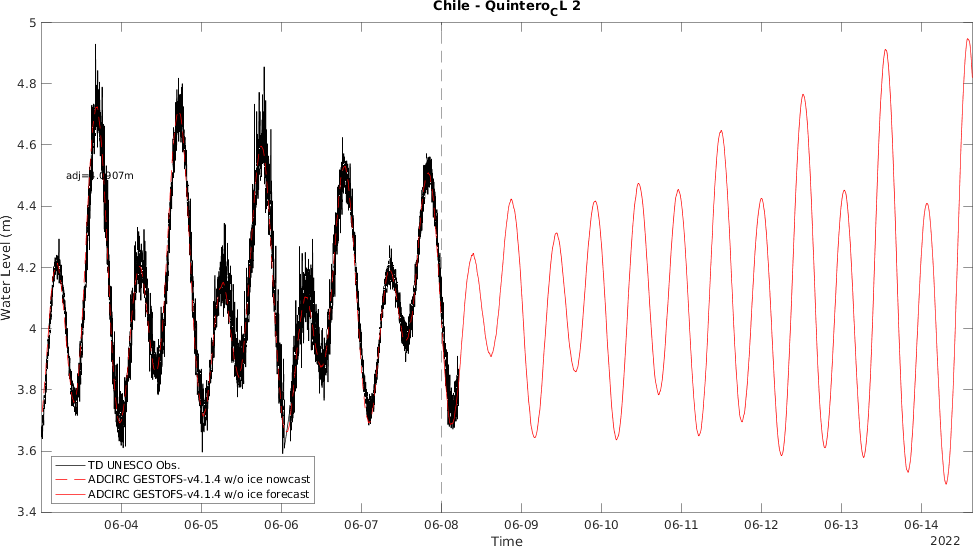 Chile - Quintero_CL 2
5
4.8
4.6
4.4
4.2
4
3.8
3.6
3.4
Water Level (m)
adj=4.0907m
TD UNESCO Obs.
ADCIRC GESTOFS-v4.1.4 w/o ice nowcast
ADCIRC GESTOFS-v4.1.4 w/o ice forecast
06-04 06-05 06-06 06-07 06-08 06-09 06-10 06-11 06-12 06-13 06-14
Time
2022